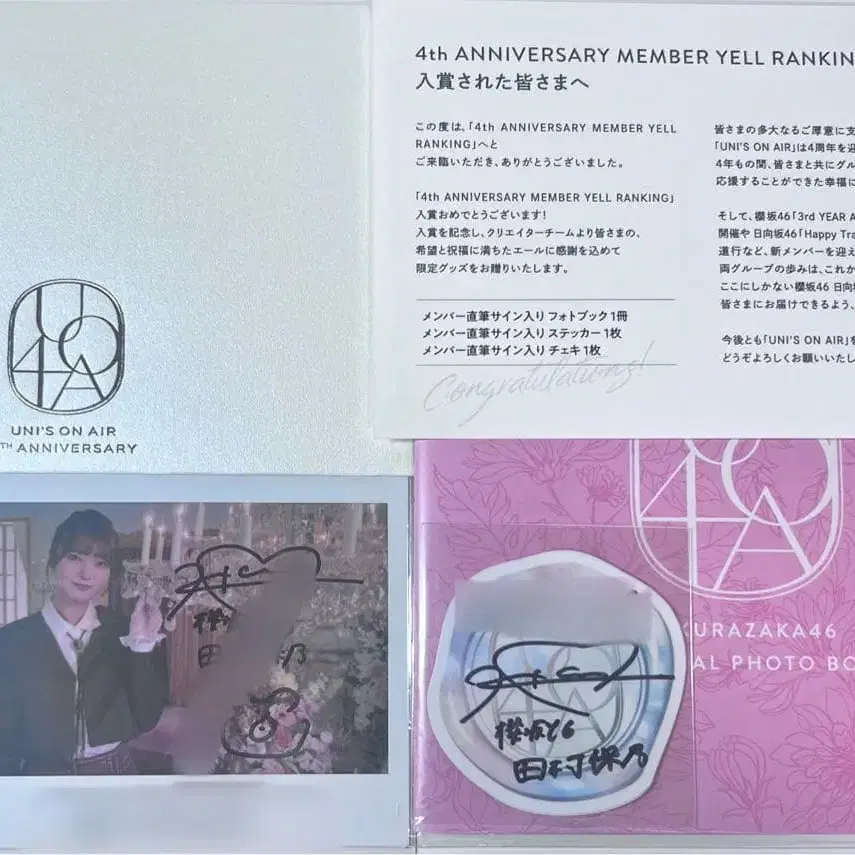 UNI'S ON AIR
TH ANNIVERSARY
4th ANNIVERSARY MEMBER YELL RANKIN
入賞された皆さまへ
この度は、「4th ANNIVERSARY MEMBER YELL
RANKING」へと
ご来臨いただき、ありがとうございました。
「4th ANNIVERSARY MEMBER YELL RANKING」
入賞おめでとうございます!
入賞を記念し、クリエイターチームより皆さまの、
希望と祝福に満ちたエールに感謝を込めて
限定グッズをお贈りいたします。
メンバー直筆サイン入り フォトブック 1冊
メンバー直筆サイン入り ステッカー 1枚
メンバー直筆サイン入り チェキ 1枚
Congratulations!
皆さまの多大なるご厚意に支
「UNI'S ON AIR」は4周年を迎
4年もの間、皆さまと共にグル
応援することができた幸福に
そして、櫻坂46「3rd YEAR A
開催や日向坂46「Happy Tra
道行など、新メンバーを迎え
両グループの歩みは、これか
ここにしかない櫻坂46 日向坂
皆さまにお届けできるよう、
今後とも「UNI'S ON AIR」を
どうぞよろしくお願いいたし
櫻
田 乃
UO4A
KURAZAKA46
AL PHOTO BO
櫻坂46
田村保乃